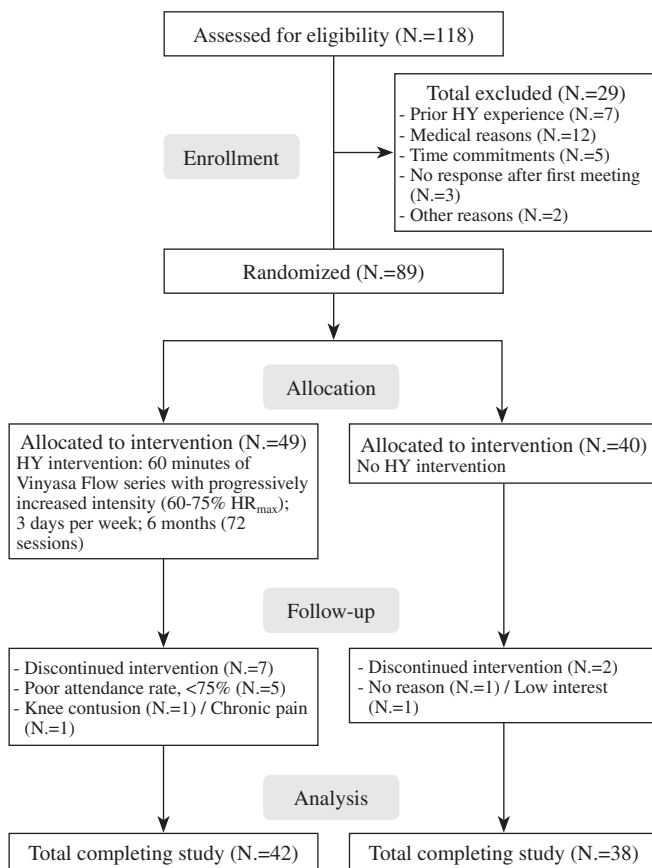 Assessed for eligibility (N.=118)
Total excluded (N.=29)
- Prior HY experience (N.=7)
- Medical reasons (N.=12)
- Time commitments (N.=5)
- No response after first meeting
(N.=3)
- Other reasons (N.=2)
Enrollment
Randomized (N.=89)
Allocation
Allocated to intervention (N.=49)
HY intervention: 60 minutes of
Vinyasa Flow series with progressively
increased intensity (60-75% HRmax);
3 days per week; 6 months (72
sessions)
Allocated to intervention (N.=40)
No HY intervention
Follow-up
- Discontinued intervention (N.=7)
- Poor attendance rate, <75% (N.=5)
- Knee contusion (N.=1) / Chronic pain
(N.=1)
- Discontinued intervention (N.=2)
- No reason (N.=1) / Low interest
(N.=1)
Analysis
Total completing study (N.=42)
Total completing study (N.=38)